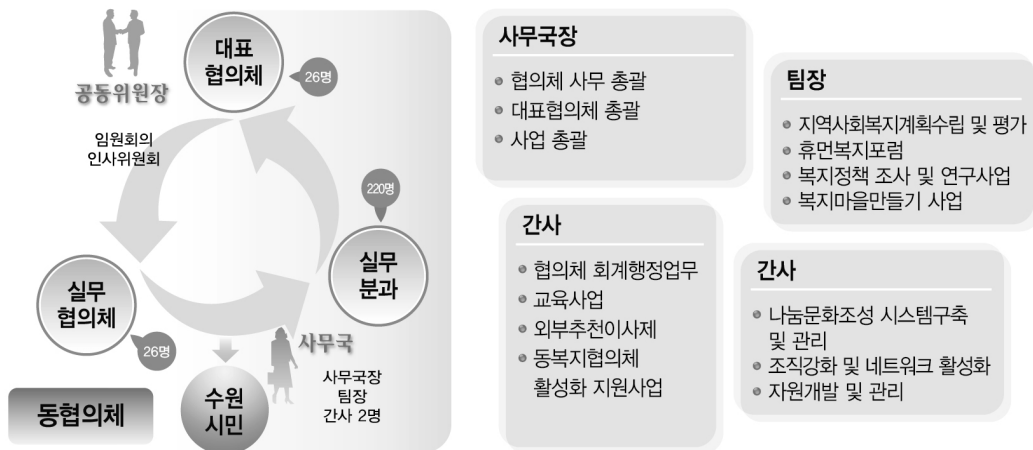 대표
협의체
26명
공동위원장
임원회의
인사위원회
220명
실무
분과
실무
협의체
26명
사무국
사무국장
팀장
간사 2명
수원
시민
동협의체
사무국장
협의체 사무 총괄
대표협의체 총괄
사업 총괄
팀장
지역사회복지계획수립 및 평가
휴먼복지포럼
복지정책 조사 및 연구사업
복지마을만들기 사업
간사
협의체 회계행정업무
교육사업
외부추천이사제
동복지협의체
활성화 지원사업
간사
나눔문화조성 시스템구축
및 관리
조직강화 및 네트워크 활성화
자원개발 및 관리